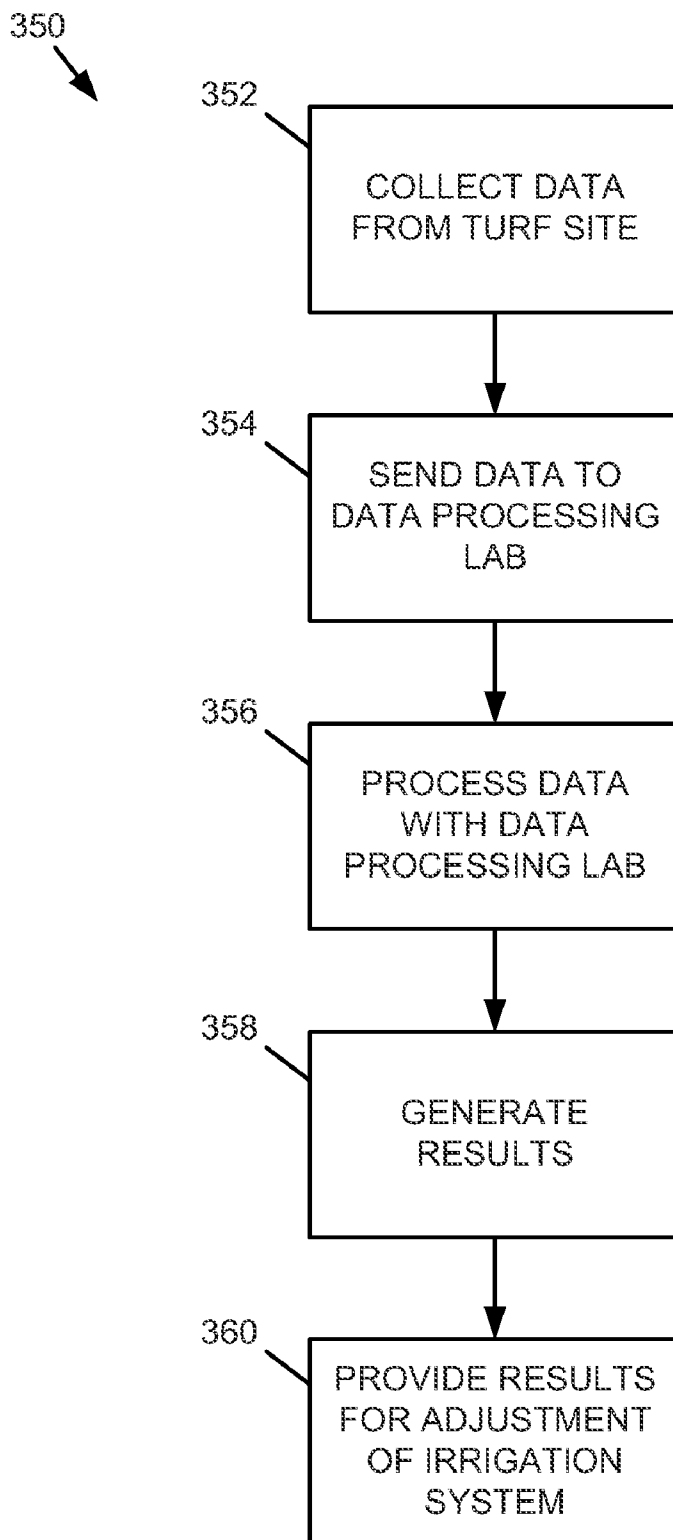 350
352
COLLECT DATA
FROM TURF SITE
354
SEND DATA TO
DATA PROCESSING
LAB
356
PROCESS DATA
WITH DATA
PROCESSING LAB
358
GENERATE
RESULTS
360
PROVIDE RESULTS
FOR ADJUSTMENT
OF IRRIGATION
SYSTEM